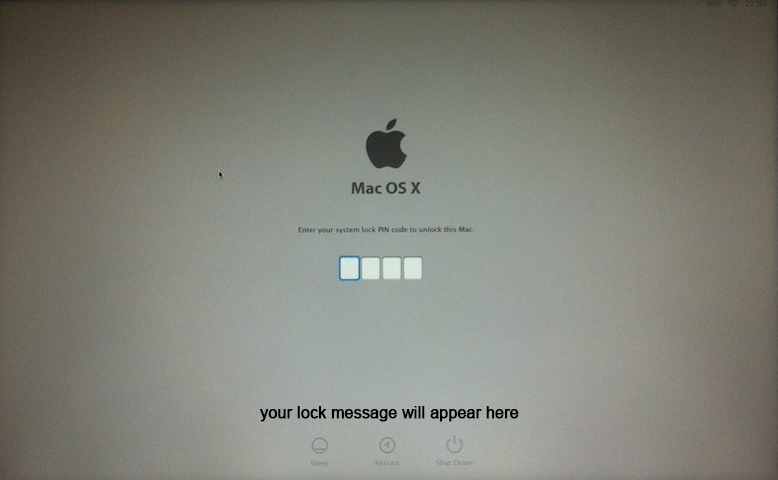 Mac OS X
Enter your system lock PIN code to unlock this Mac.
your lock message will appear here
Sleep Restart Shut Down